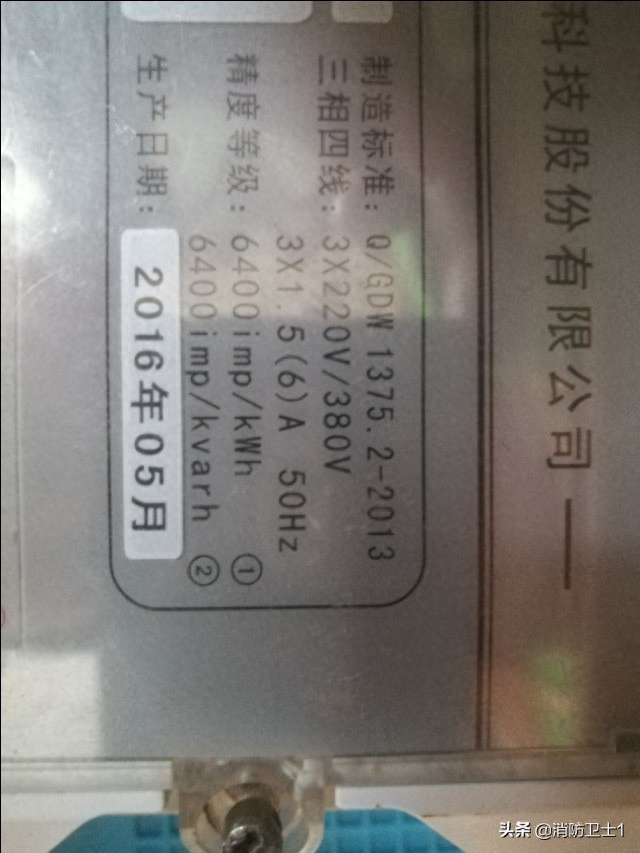 科技股份有限公司一
制造标准：Q/GDW 1375.2-2013
三相四线：3X220V/380V
3X1.5(6)A 50Hz
精度等级：6400imp/kWh ①
6400imp/kvarh ②
生产日期：2016年05月
头条 @消防卫士1